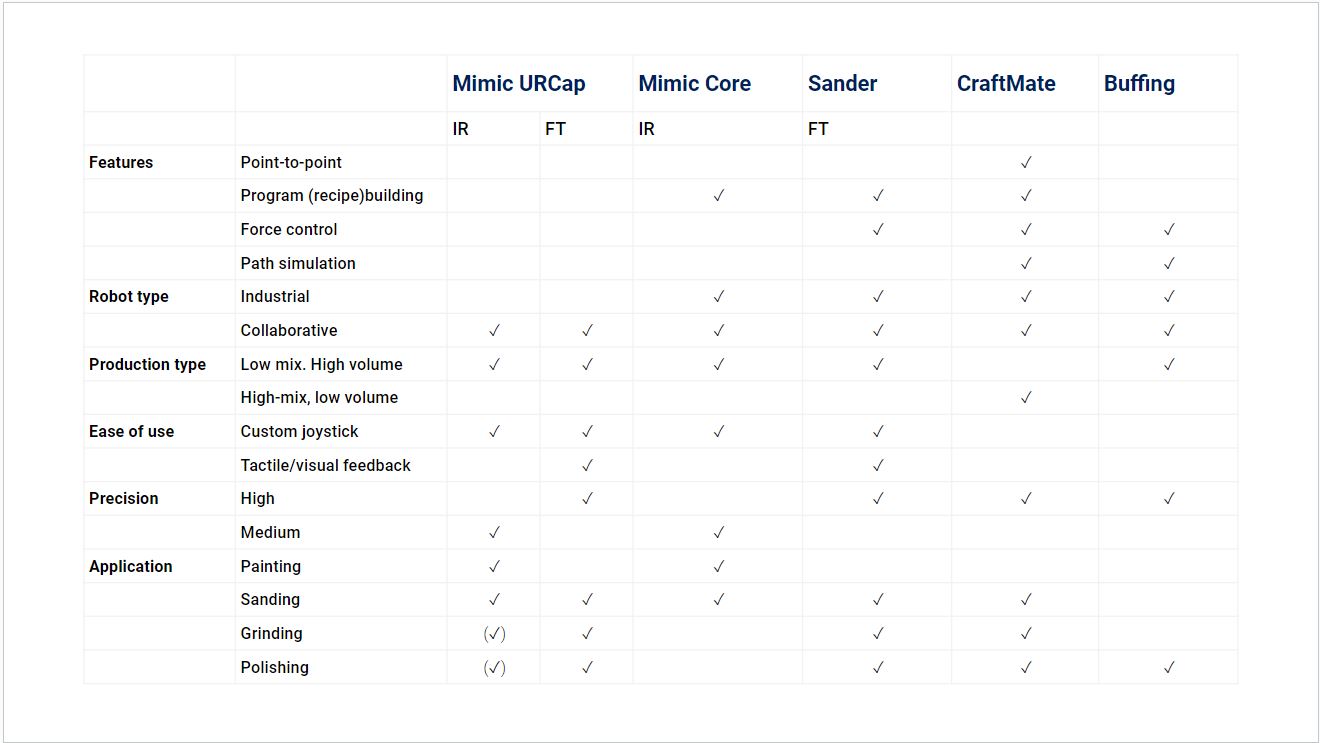 Mimic URCap Mimic Core Sander CraftMate Buffing
IR FT IR FT
Features Point-to-point ✓
Program (recipe)building ✓ ✓ ✓
Force control ✓ ✓ ✓
Path simulation ✓ ✓
Robot type Industrial ✓ ✓ ✓ ✓
Collaborative ✓ ✓ ✓ ✓ ✓ ✓
Production type Low mix. High volume ✓ ✓ ✓ ✓ ✓
High-mix, low volume ✓
Ease of use Custom joystick ✓ ✓ ✓ ✓
Tactile/visual feedback ✓ ✓
Precision High ✓ ✓ ✓ ✓
Medium ✓ ✓
Application Painting ✓ ✓
Sanding ✓ ✓ ✓ ✓ ✓
Grinding (✓) ✓ ✓ ✓
Polishing (✓) ✓ ✓ ✓ ✓